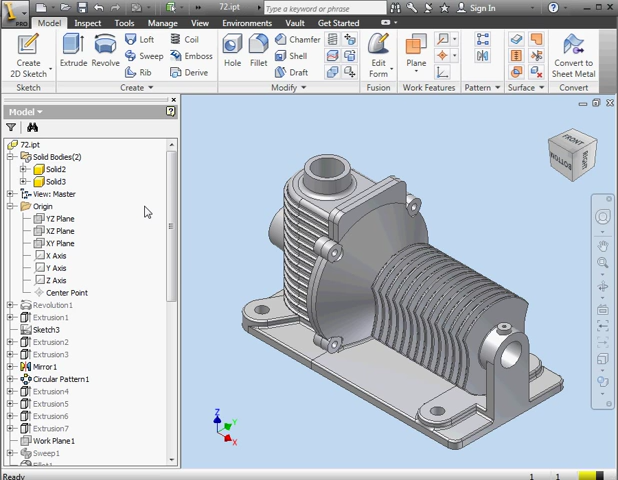 72.ipt
Type a keyword or phrase
Sign In
PRO
Model Inspect Tools Manage View Environments Vault Get Started
Create 2D Sketch
Extrude Revolve
Loft
Sweep
Rib
Coil
Emboss
Derive
Hole Fillet
Chamfer
Shell
Draft
Edit Form
Plane
Convert to Sheet Metal
Sketch Create Modify Fusion Work Features Pattern Surface Convert
Model
72.ipt
Solid Bodies(2)
Solid2
Solid3
View: Master
Origin
YZ Plane
XZ Plane
XY Plane
X Axis
Y Axis
Z Axis
Center Point
Revolution1
Extrusion1
Sketch3
Extrusion2
Extrusion3
Mirror1
Circular Pattern1
Extrusion4
Extrusion5
Extrusion6
Extrusion7
Work Plane1
Sweep1
Fillet1
FRONT
RIGHT
BOTTOM
Z
Y
X
Ready
1 1